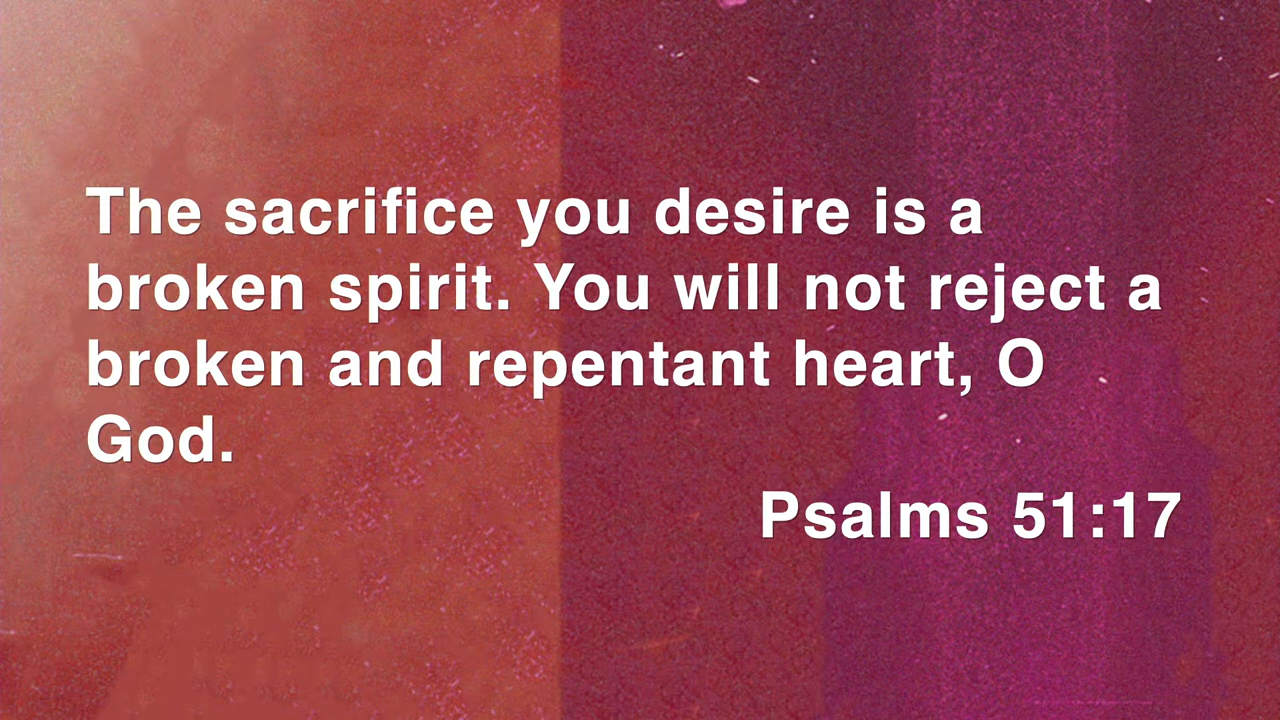 The sacrifice you desire is a
broken spirit. You will not reject a
broken and repentant heart, O
God.
Psalms 51:17